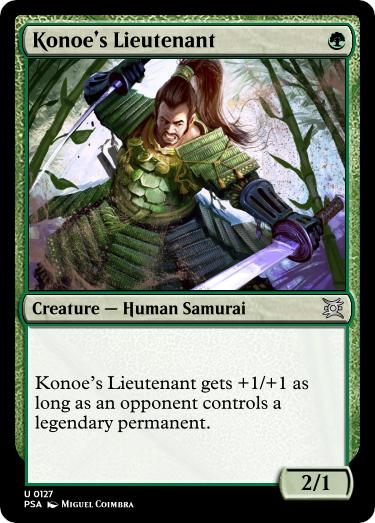 Konoe's Lieutenant
Creature — Human Samurai
Konoe's Lieutenant gets +1/+1 as
long as an opponent controls a
legendary permanent.
2/1
U 0127
PSA Miguel Coimbra